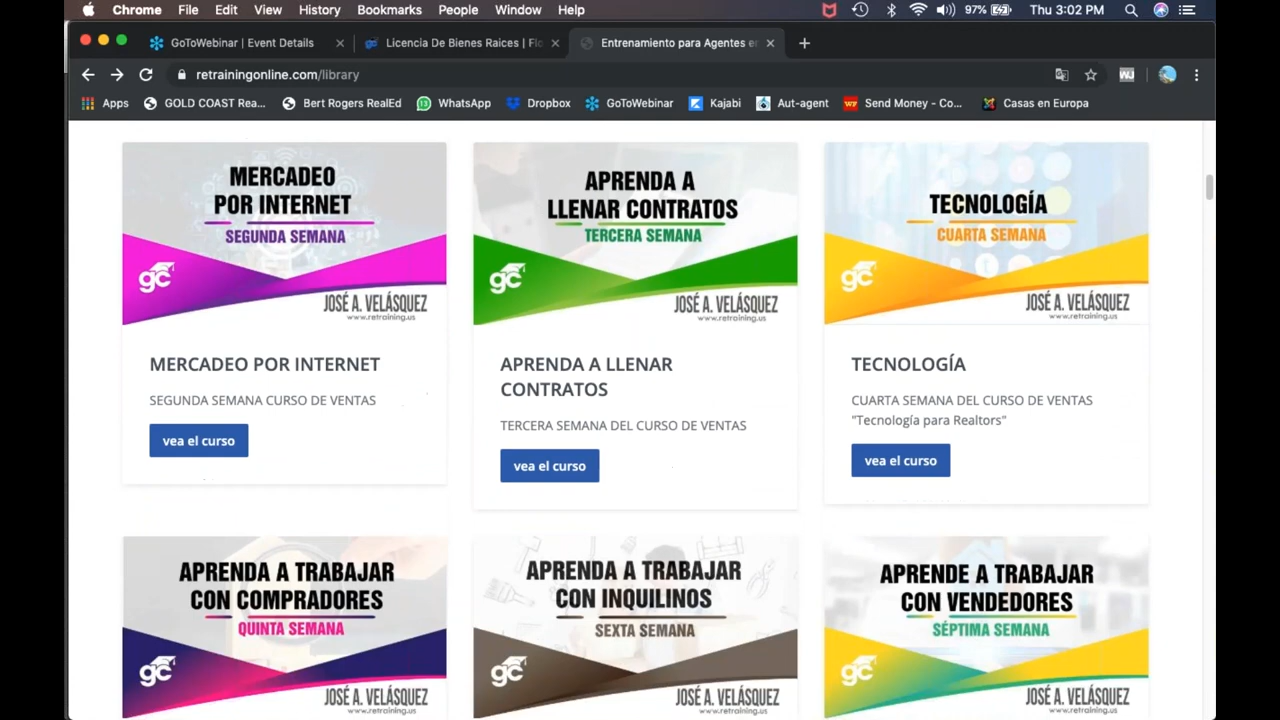 Chrome File Edit View History Bookmarks People Window Help 97% Thu 3:02 PM
GoToWebinar | Event Details Licencia De Bienes Raices | Flo Entrenamiento para Agentes en
retrainingonline.com/library
Apps GOLD COAST Rea... Bert Rogers RealEd WhatsApp Dropbox GoToWebinar Kajabi Aut-agent Send Money - Co... Casas en Europa
MERCADEO
POR INTERNET
SEGUNDA SEMANA
gc
JOSÉ A. VELÁSQUEZ
www.retraining.us
MERCADEO POR INTERNET
SEGUNDA SEMANA CURSO DE VENTAS
vea el curso
APRENDA A
LLENAR CONTRATOS
TERCERA SEMANA
gc
JOSÉ A. VELÁSQUEZ
www.retraining.us
APRENDA A LLENAR
CONTRATOS
TERCERA SEMANA DEL CURSO DE VENTAS
vea el curso
TECNOLOGÍA
CUARTA SEMANA
gc
JOSÉ A. VELÁSQUEZ
www.retraining.us
TECNOLOGÍA
CUARTA SEMANA DEL CURSO DE VENTAS
"Tecnología para Realtors"
vea el curso
APRENDA A TRABAJAR
CON COMPRADORES
QUINTA SEMANA
gc
JOSÉ A. VELÁSQUEZ
www.retraining.us
APRENDA A TRABAJAR
CON INQUILINOS
SEXTA SEMANA
gc
JOSÉ A. VELÁSQUEZ
www.retraining.us
APRENDE A TRABAJAR
CON VENDEDORES
SÉPTIMA SEMANA
gc
JOSÉ A. VELÁSQUEZ
www.retraining.us